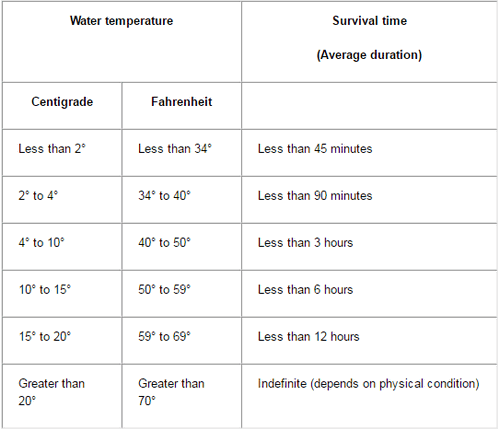 Water temperature Survival time
(Average duration)
Centigrade Fahrenheit
Less than 2° Less than 34° Less than 45 minutes
2° to 4° 34° to 40° Less than 90 minutes
4° to 10° 40° to 50° Less than 3 hours
10° to 15° 50° to 59° Less than 6 hours
15° to 20° 59° to 69° Less than 12 hours
Greater than Greater than Indefinite (depends on physical condition)
20° 70°